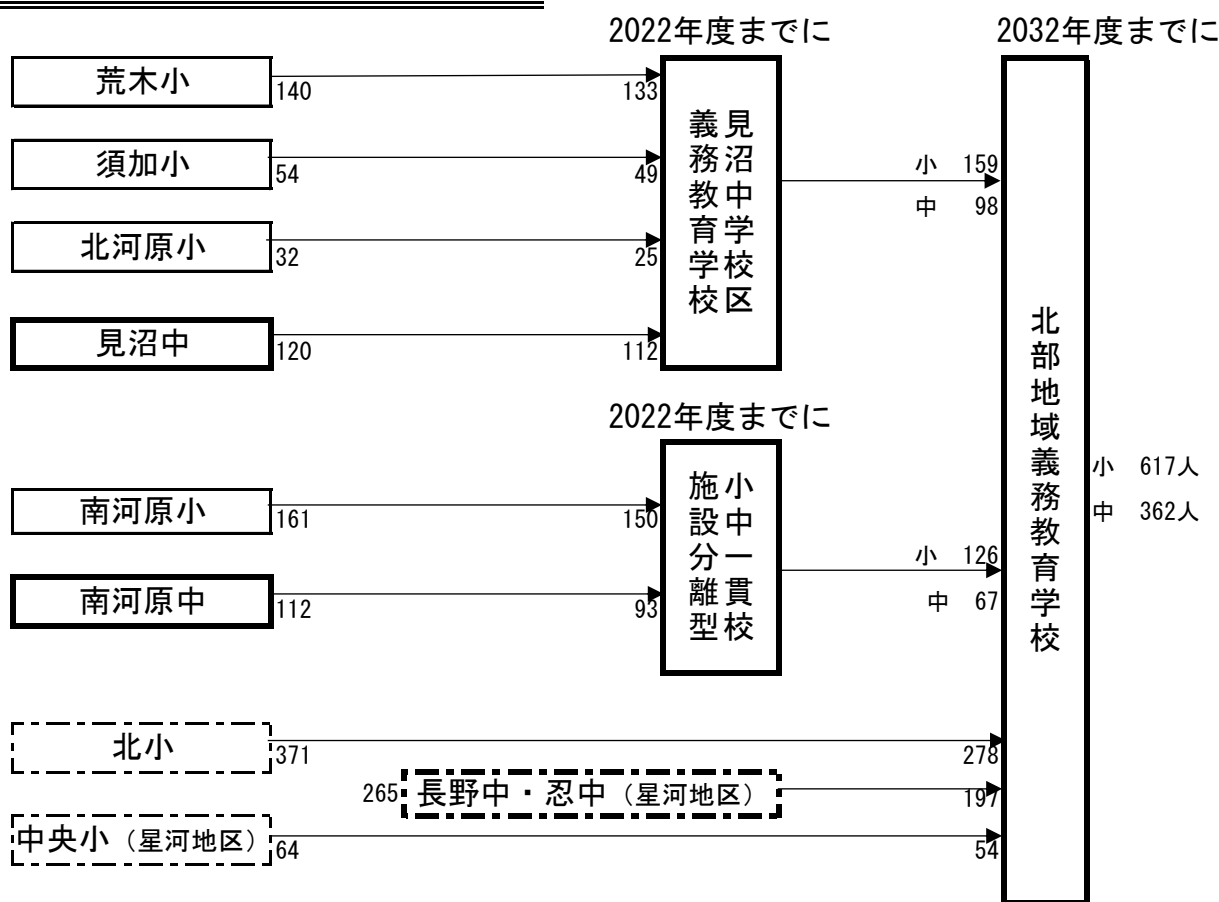 2022年度までに
2032年度までに
荒木小
140
133
須加小
54
49
北河原小
32
25
見沼中
120
112
見沼中学校区
義務教育学校
小 159
中 98
2022年度までに
南河原小
161
150
南河原中
112
93
小中一貫校
施設分離型
小 126
中 67
北小
371
278
265
長野中・忍中（星河地区）
197
中央小（星河地区）
64
54
北部地域義務教育学校
小 617人
中 362人